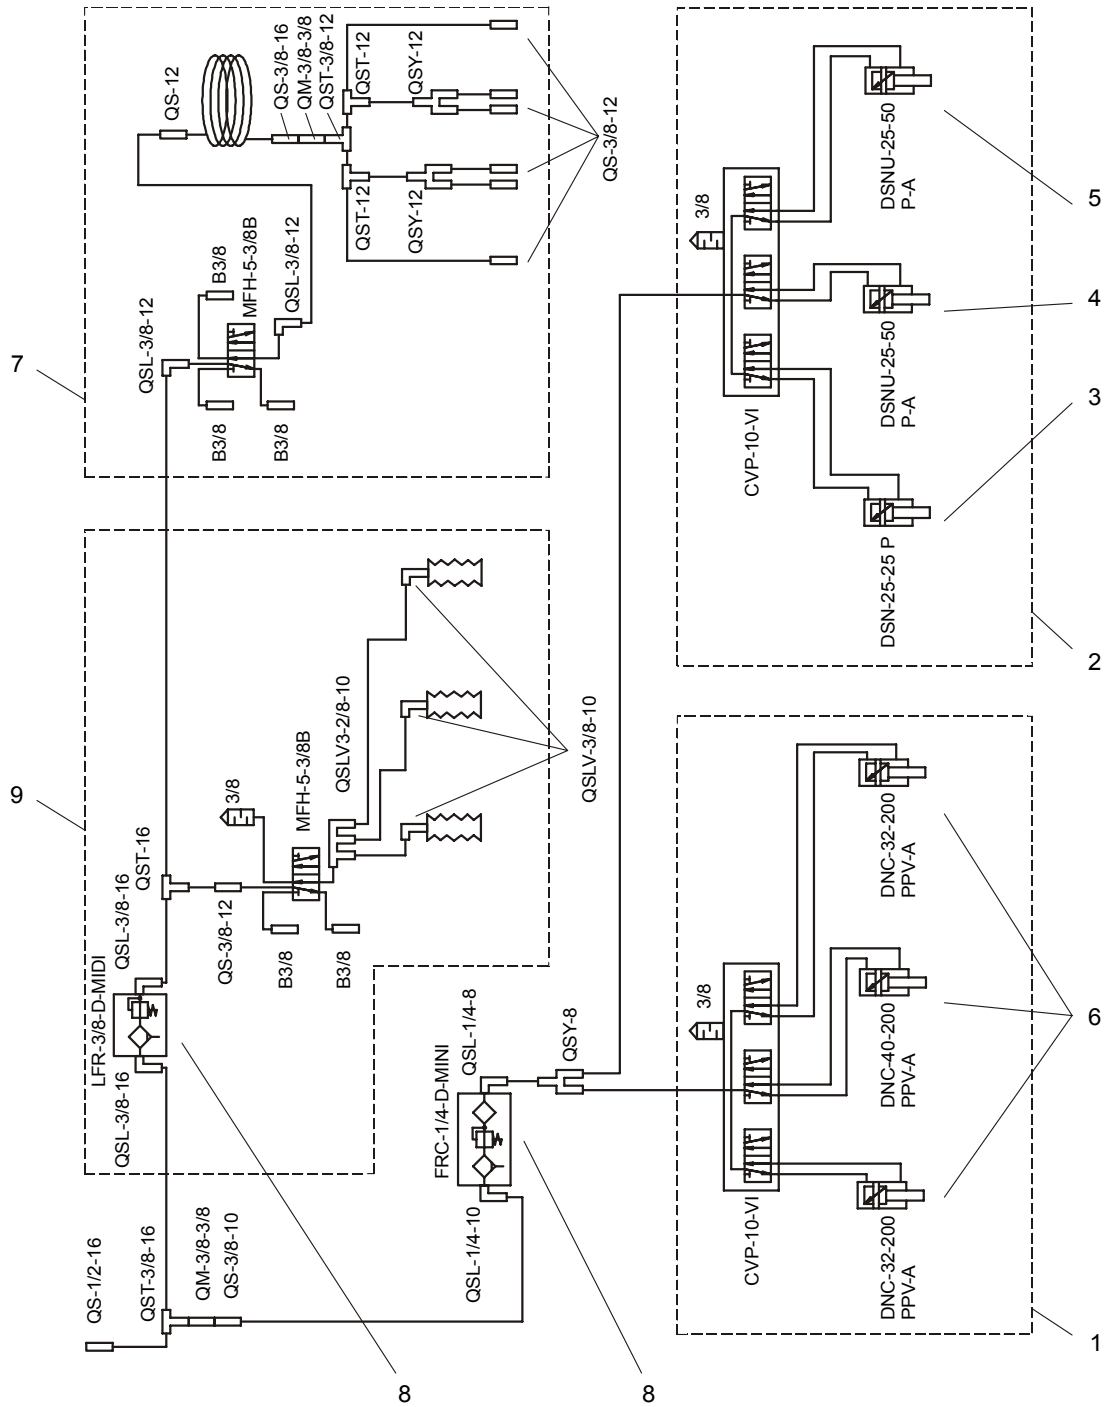 QS-12
QS-3/8-16
QM-3/8-3/8
QST-3/8-12
QST-12
QSY-12
QST-12
QSY-12
QS-3/8-12
B3/8
MFH-5-3/8B
QSL-3/8-12
QSL-3/8-12
B3/8
B3/8
7
3/8
CVP-10-VI
DSNU-25-50
P-A
DSNU-25-50
P-A
DSN-25-25 P
5
4
3
2
9
QST-16
QSL-3/8-16
LFR-3/8-D-MIDI
QSL-3/8-16
QS-3/8-12
3/8
MFH-5-3/8B
QSLV3-2/8-10
QSLV-3/8-10
B3/8
B3/8
QS-1/2-16
QST-3/8-16
QM-3/8-3/8
QS-3/8-10
FRC-1/4-D-MINI
QSL-1/4-8
QSL-1/4-10
QSY-8
8
8
3/8
CVP-10-VI
DNC-32-200
PPV-A
DNC-40-200
PPV-A
DNC-32-200
PPV-A
6
1